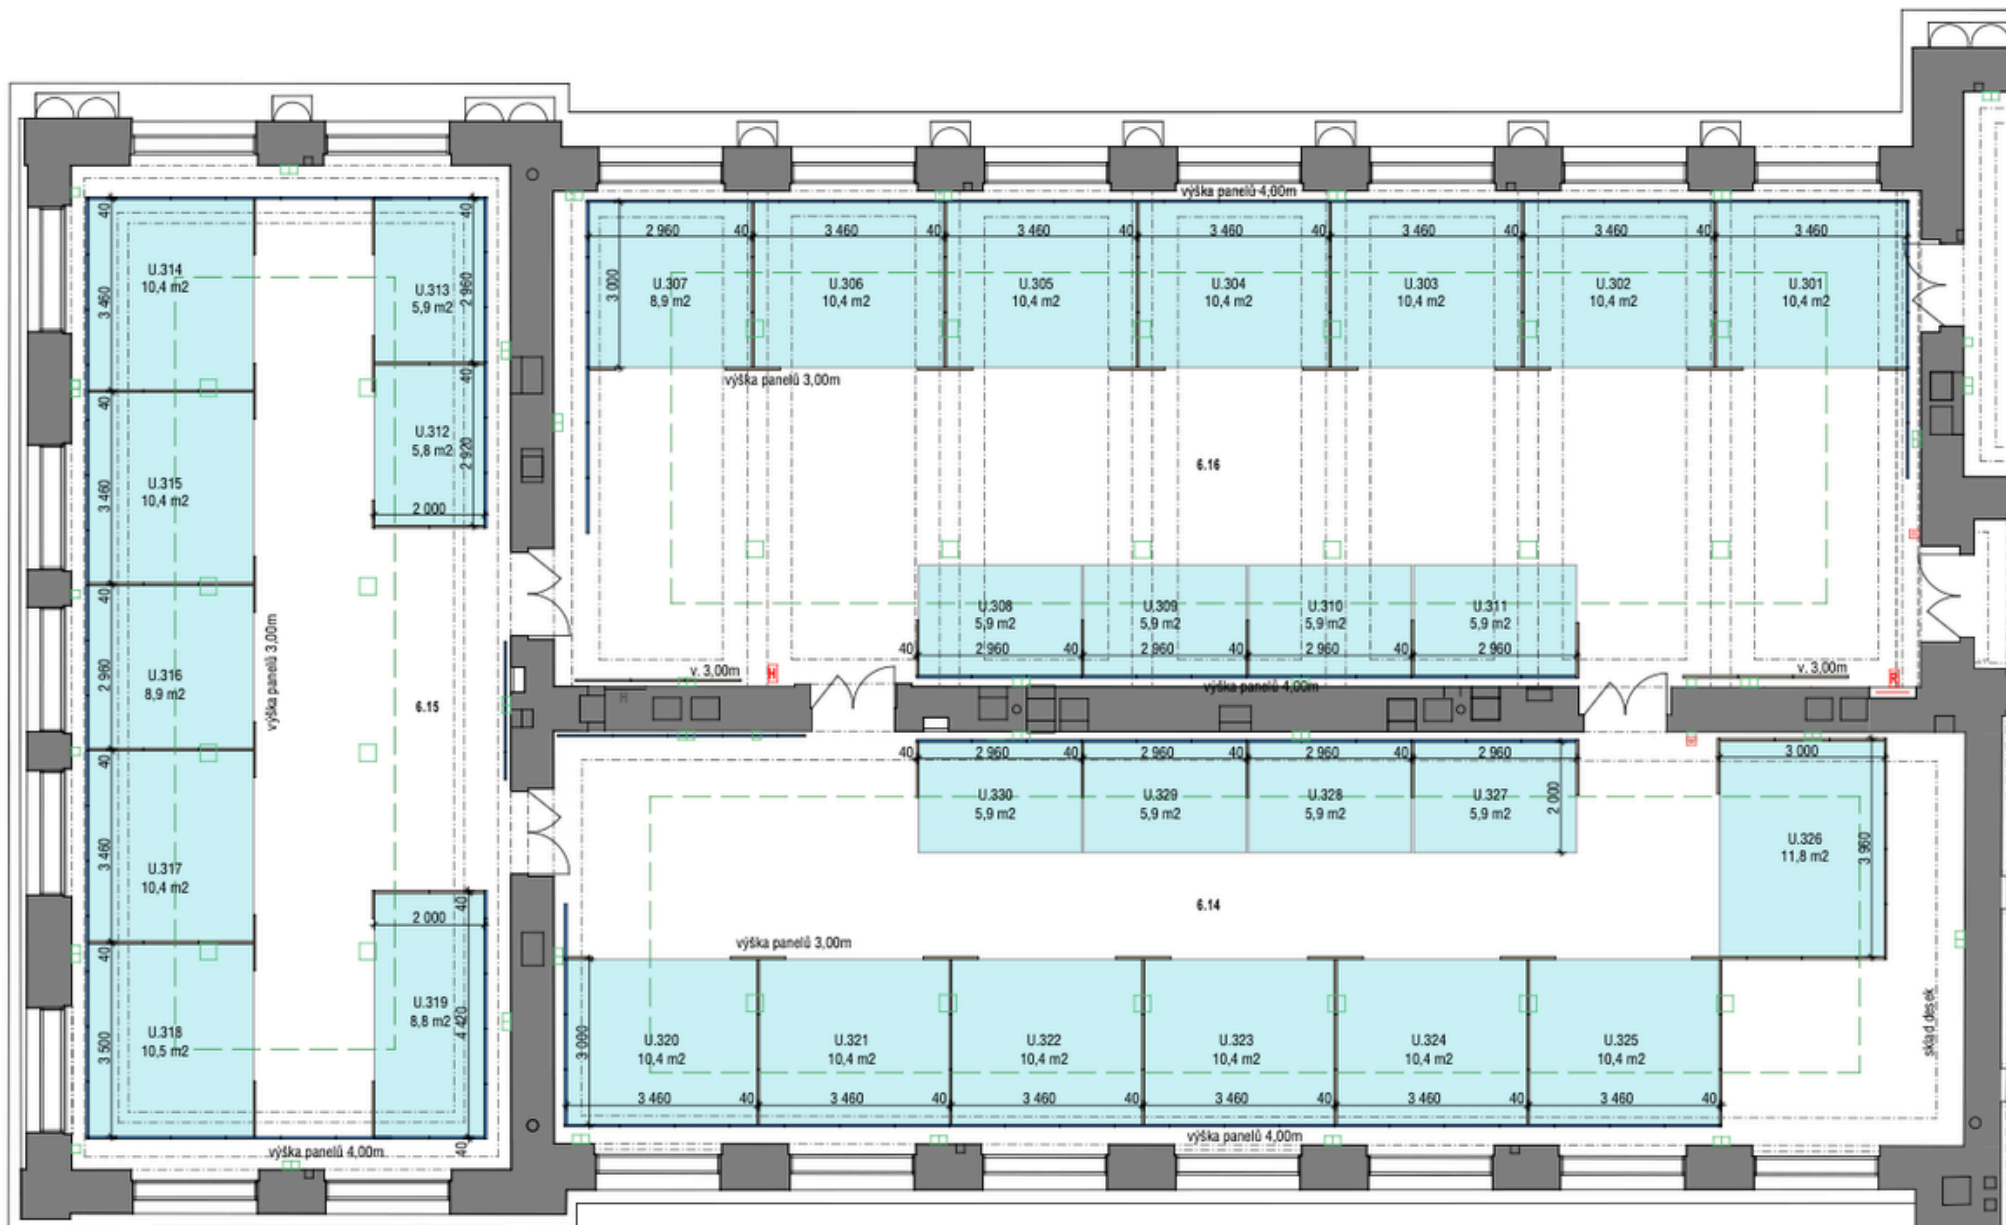 výška panelů 4,00m
40
40
2 960
40
3 460
40
3 460
40
3 460
40
3 460
40
3 460
40
3 460
U.314
10,4 m2
3 460
U.313
5,9 m2
2 960
3 000
U.307
8,9 m2
U.306
10,4 m2
U.305
10,4 m2
U.304
10,4 m2
U.303
10,4 m2
U.302
10,4 m2
U.301
10,4 m2
výška panelů 3,00m
40
40
U.312
5,8 m2
2 920
2 000
U.315
10,4 m2
3 460
6.16
40
U.308
5,9 m2
U.309
5,9 m2
U.310
5,9 m2
U.311
5,9 m2
40
2 960
40
2 960
40
2 960
40
2 960
U.316
8,9 m2
2 960
výška panelů 3,00m
6.15
v. 3,00m
H
výška panelů 4,00m
v. 3,00m
40
40
2 960
40
2 960
40
2 960
40
2 960
3 000
U.330
5,9 m2
U.329
5,9 m2
U.328
5,9 m2
U.327
5,9 m2
2 000
U.326
11,8 m2
3 960
U.317
10,4 m2
3 460
40
2 000
6.14
výška panelů 3,00m
40
U.318
10,5 m2
3 500
U.319
8,8 m2
4 420
3 000
U.320
10,4 m2
U.321
10,4 m2
U.322
10,4 m2
U.323
10,4 m2
U.324
10,4 m2
U.325
10,4 m2
sklad desek
3 460
40
3 460
40
3 460
40
3 460
40
3 460
40
3 460
40
výška panelů 4,00m
40
výška panelů 4,00m